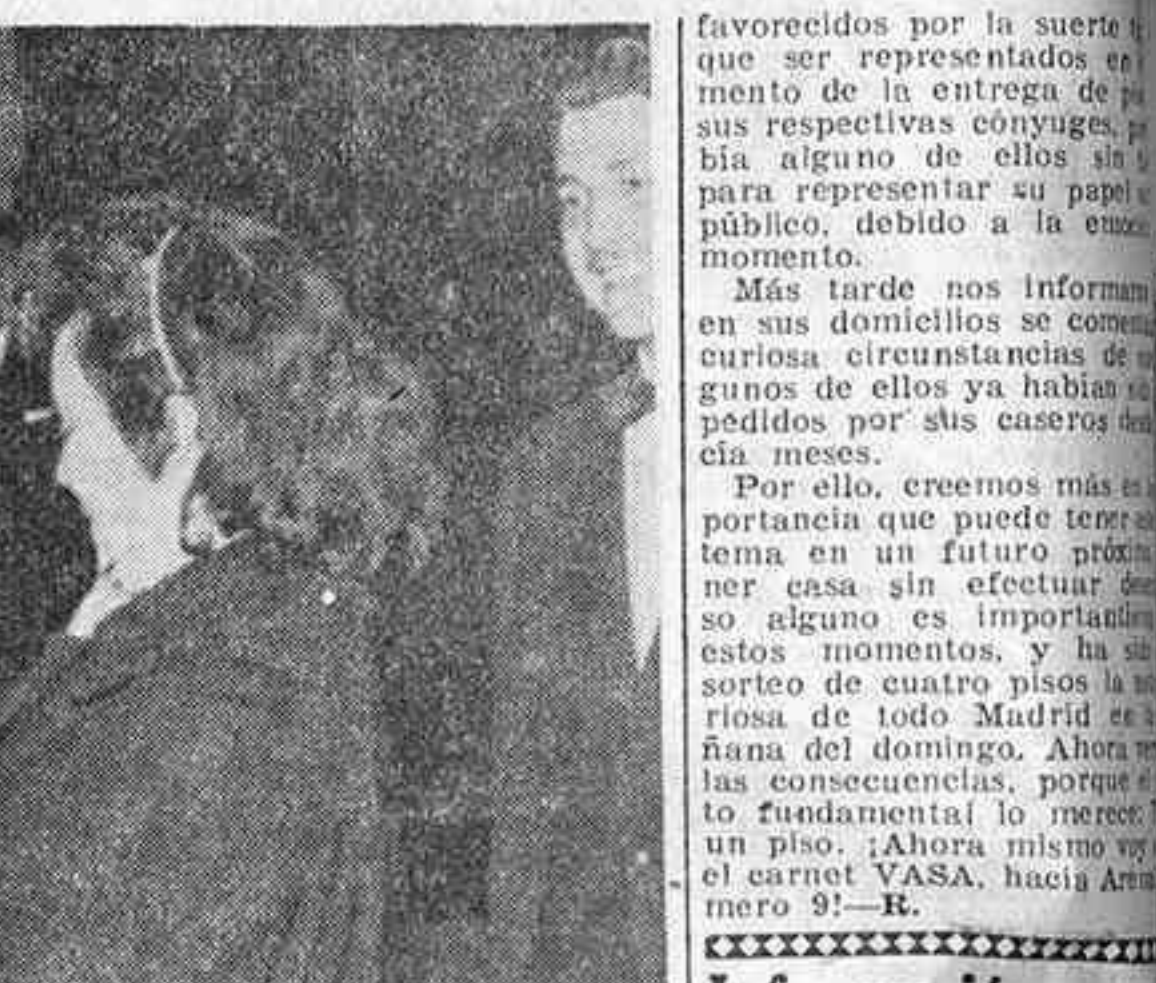 favorecidos por la suerte
que ser representados en
mento de la entrega de
sus respectivas cónyuges,
bía alguno de ellos sin
para representar su papel
público, debido a la
momento.
Más tarde nos
en sus domicilios se
curiosa circunstancias de
gunos de ellos ya habían
pedidos por sus caseros
cía meses.
Por ello, creemos más
portancia que puede tener
tema en un futuro
ner casa sin efectuar
so alguno es
estos momentos, y ha
sorteo de cuatro pisos la
riosa de todo Madrid en
ñana del domingo. Ahora
las consecuencias, porque
to fundamental lo merece:
un piso. ¡Ahora mismo voy
el carnet VASA, hacia
mero 9!—R.